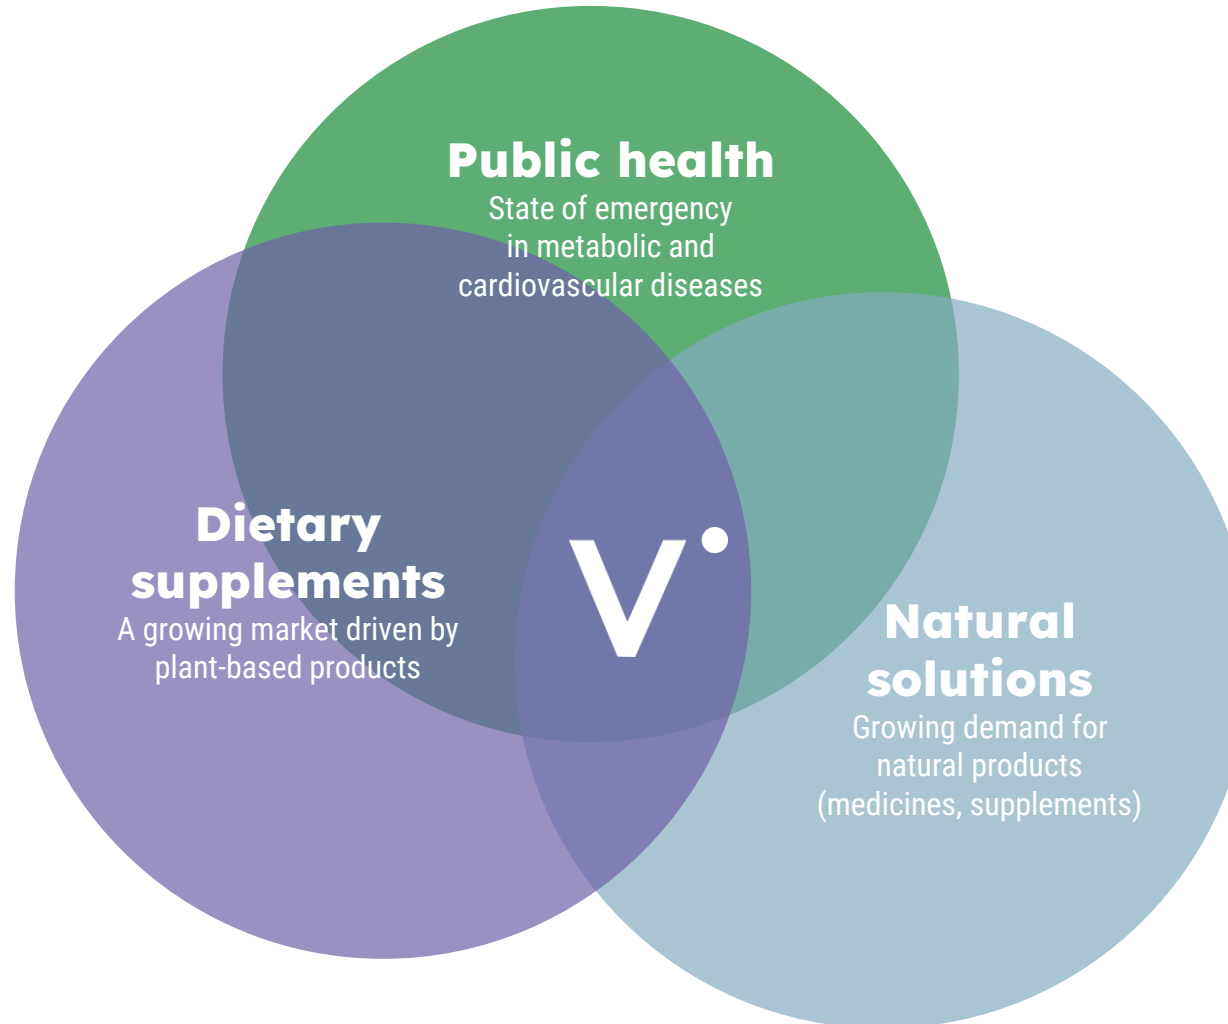 Public health
State of emergency
in metabolic and
cardiovascular diseases
Dietary
supplements
A growing market driven by
plant-based products
V
Natural
solutions
Growing demand for
natural products
(medicines, supplements)